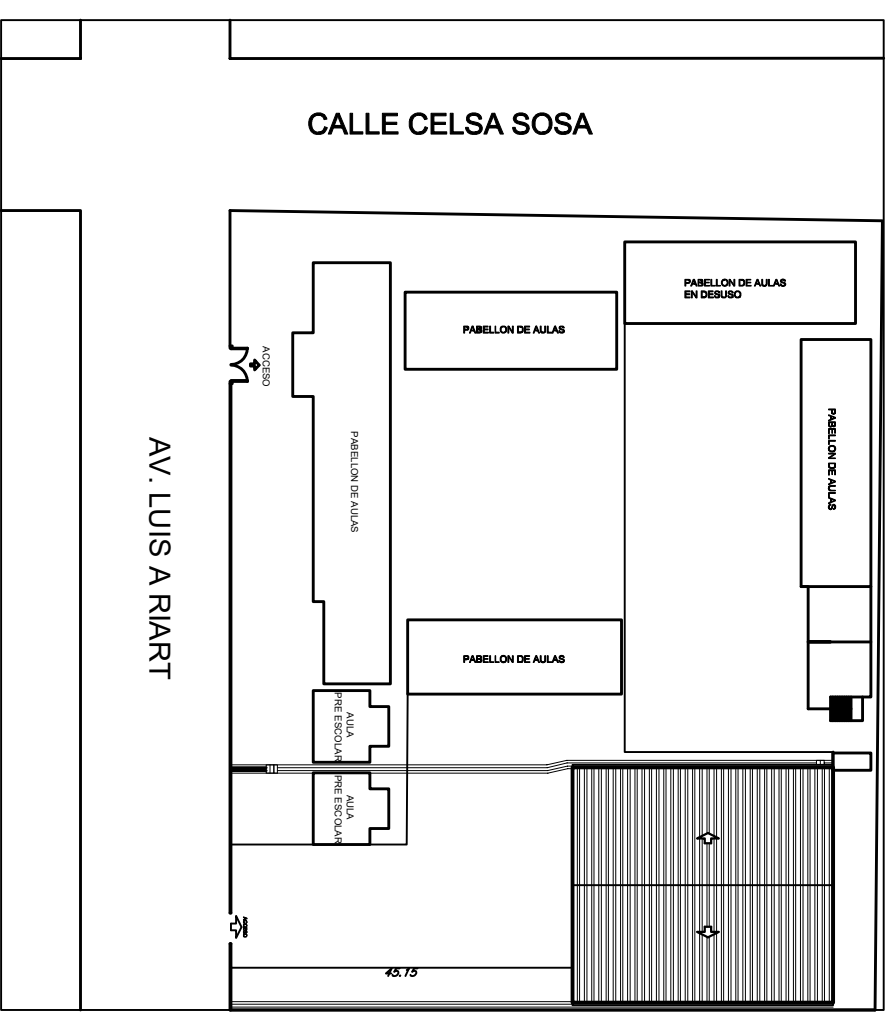 CALLE CELSA SOSA
PABELLON DE AULAS
EN DESUSO
PABELLON DE AULAS
ACCESO
PABELLON DE AULAS
PABELLON DE AULAS
AV. LUIS A RIART
PABELLON DE AULAS
AULA
PRE ESCOLAR
AULA
PRE ESCOLAR
ACCESO
45.15